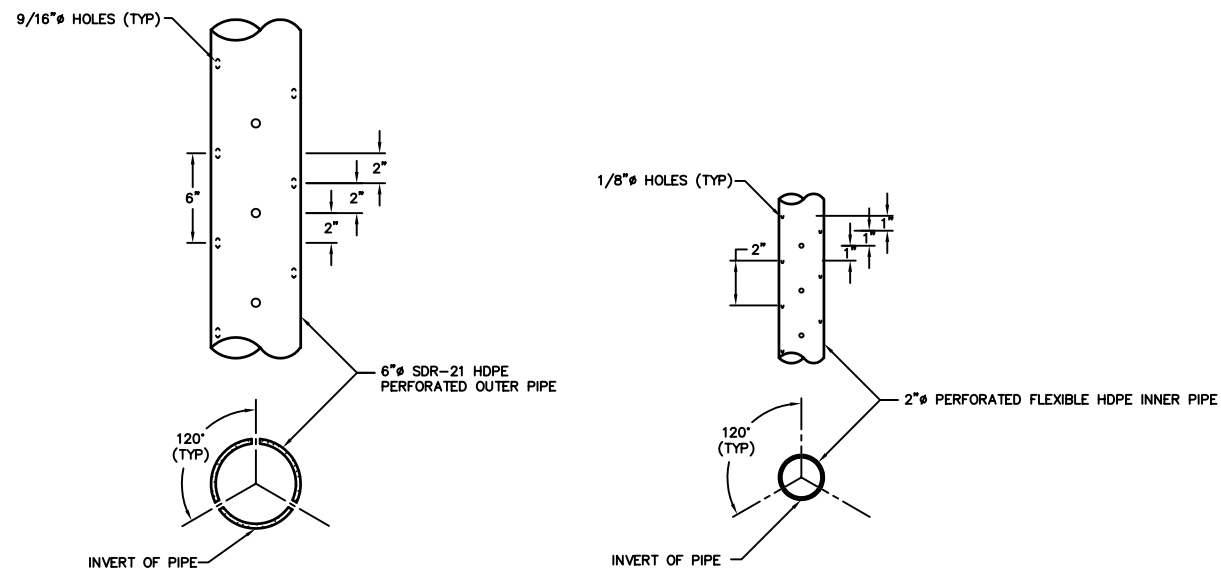 9/16"ø HOLES (TYP)
6"
2"
2"
2"
6"ø SDR-21 HDPE
PERFORATED OUTER PIPE
120°
(TYP)
INVERT OF PIPE
1/8"ø HOLES (TYP)
1"
1"
1"
2"
2"ø PERFORATED FLEXIBLE HDPE INNER PIPE
120°
(TYP)
INVERT OF PIPE